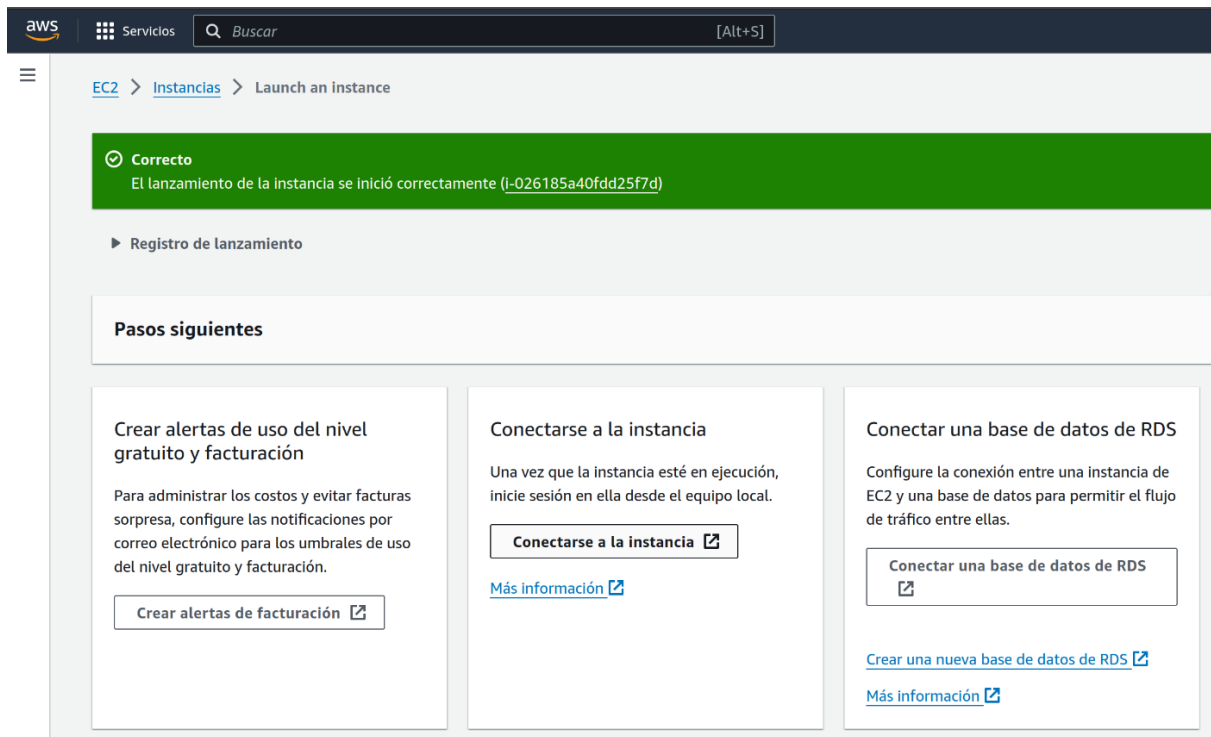 aws
Servicios
Buscar
[Alt+S]
EC2
Instancias
Launch an instance
Correcto
El lanzamiento de la instancia se inició correctamente (i-026185a40fdd25f7d)
Registro de lanzamiento
Pasos siguientes
Crear alertas de uso del nivel
gratuito y facturación
Para administrar los costos y evitar facturas
sorpresa, configure las notificaciones por
correo electrónico para los umbrales de uso
del nivel gratuito y facturación.
Crear alertas de facturación
Conectarse a la instancia
Una vez que la instancia esté en ejecución,
inicie sesión en ella desde el equipo local.
Conectarse a la instancia
Más información
Conectar una base de datos de RDS
Configure la conexión entre una instancia de
EC2 y una base de datos para permitir el flujo
de tráfico entre ellas.
Conectar una base de datos de RDS
Crear una nueva base de datos de RDS
Más información